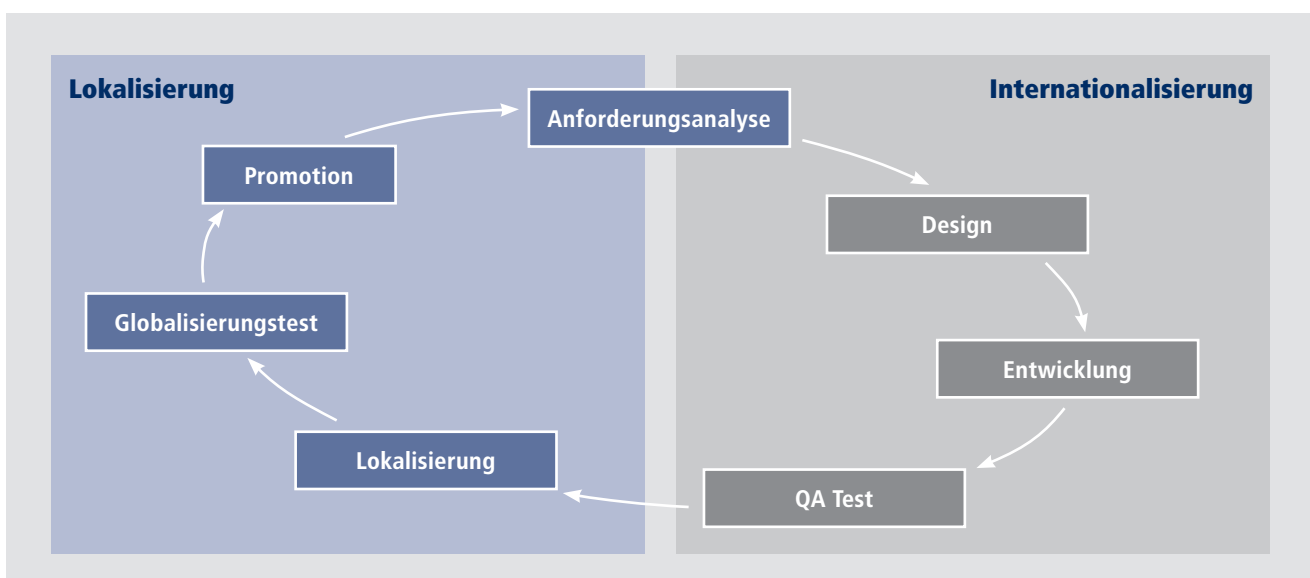 Lokalisierung
Internationalisierung
Anforderungsanalyse
Promotion
Design
Globalisierungstest
Entwicklung
Lokalisierung
QA Test